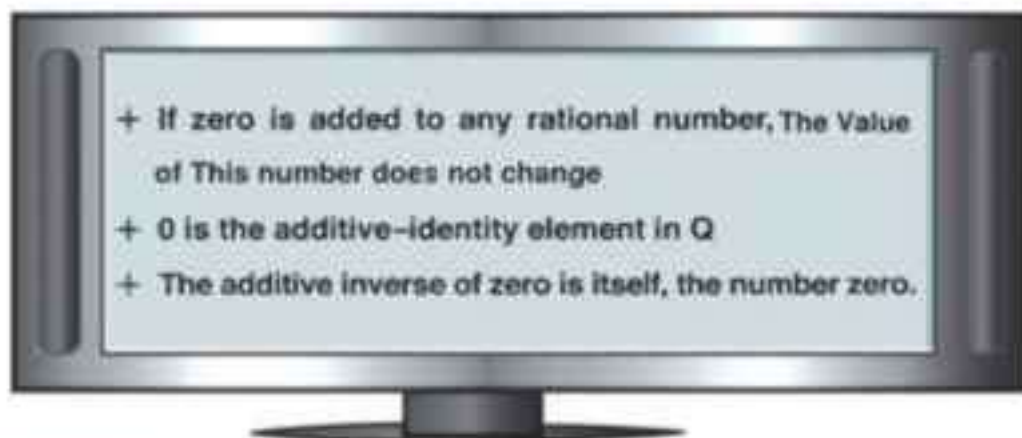 + If zero is added to any rational number, The Value
of This number does not change
+ 0 is the additive-identity element in Q
+ The additive inverse of zero is itself, the number zero.